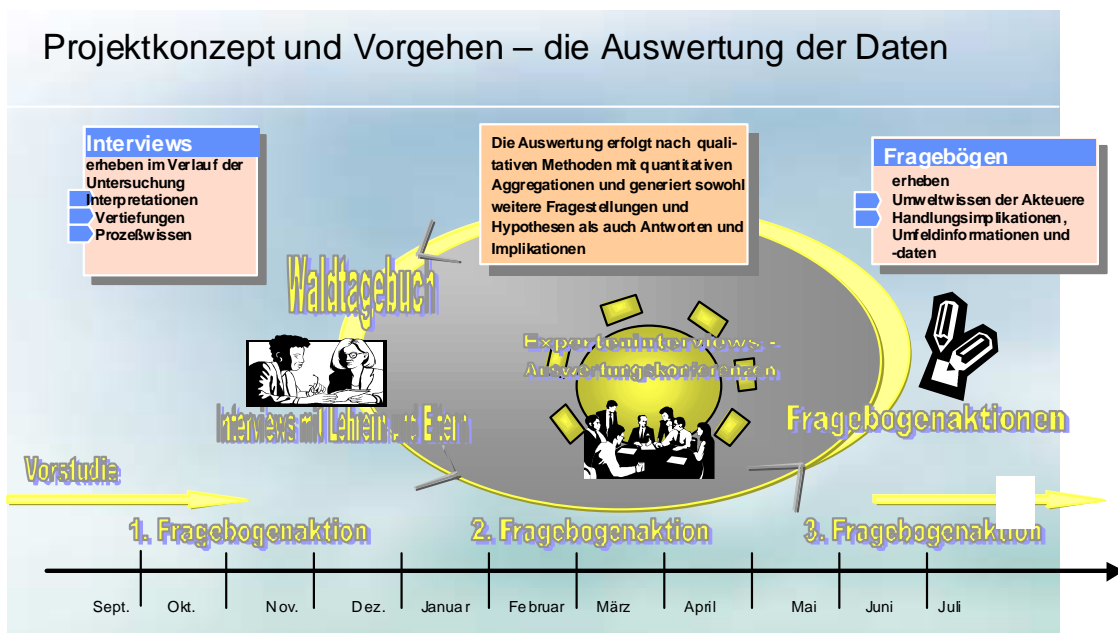 Projektkonzept und Vorgehen – die Auswertung der Daten
Interviews
erheben im Verlauf der
Untersuchung
Interpretationen
Vertiefungen
Prozeßwissen
Die Auswertung erfolgt nach quali-
tativen Methoden mit quantitativen
Aggregationen und generiert sowohl
weitere Fragestellungen und
Hypothesen als auch Antworten und
Implikationen
Fragebögen
erheben
Umweltwissen der Akteuere
Handlungsimplikationen,
Umfeldinformationen und
-daten
Waldtagebuch
Experteninterviews -
Auswertungskonferenzen
Interviews mit Lehrern und Eltern
Fragebogenaktionen
Vorstudie
1. Fragebogenaktion
2. Fragebogenaktion
3. Fragebogenaktion
Sept. Okt. Nov. Dez. Januar Februar März April Mai Juni Juli